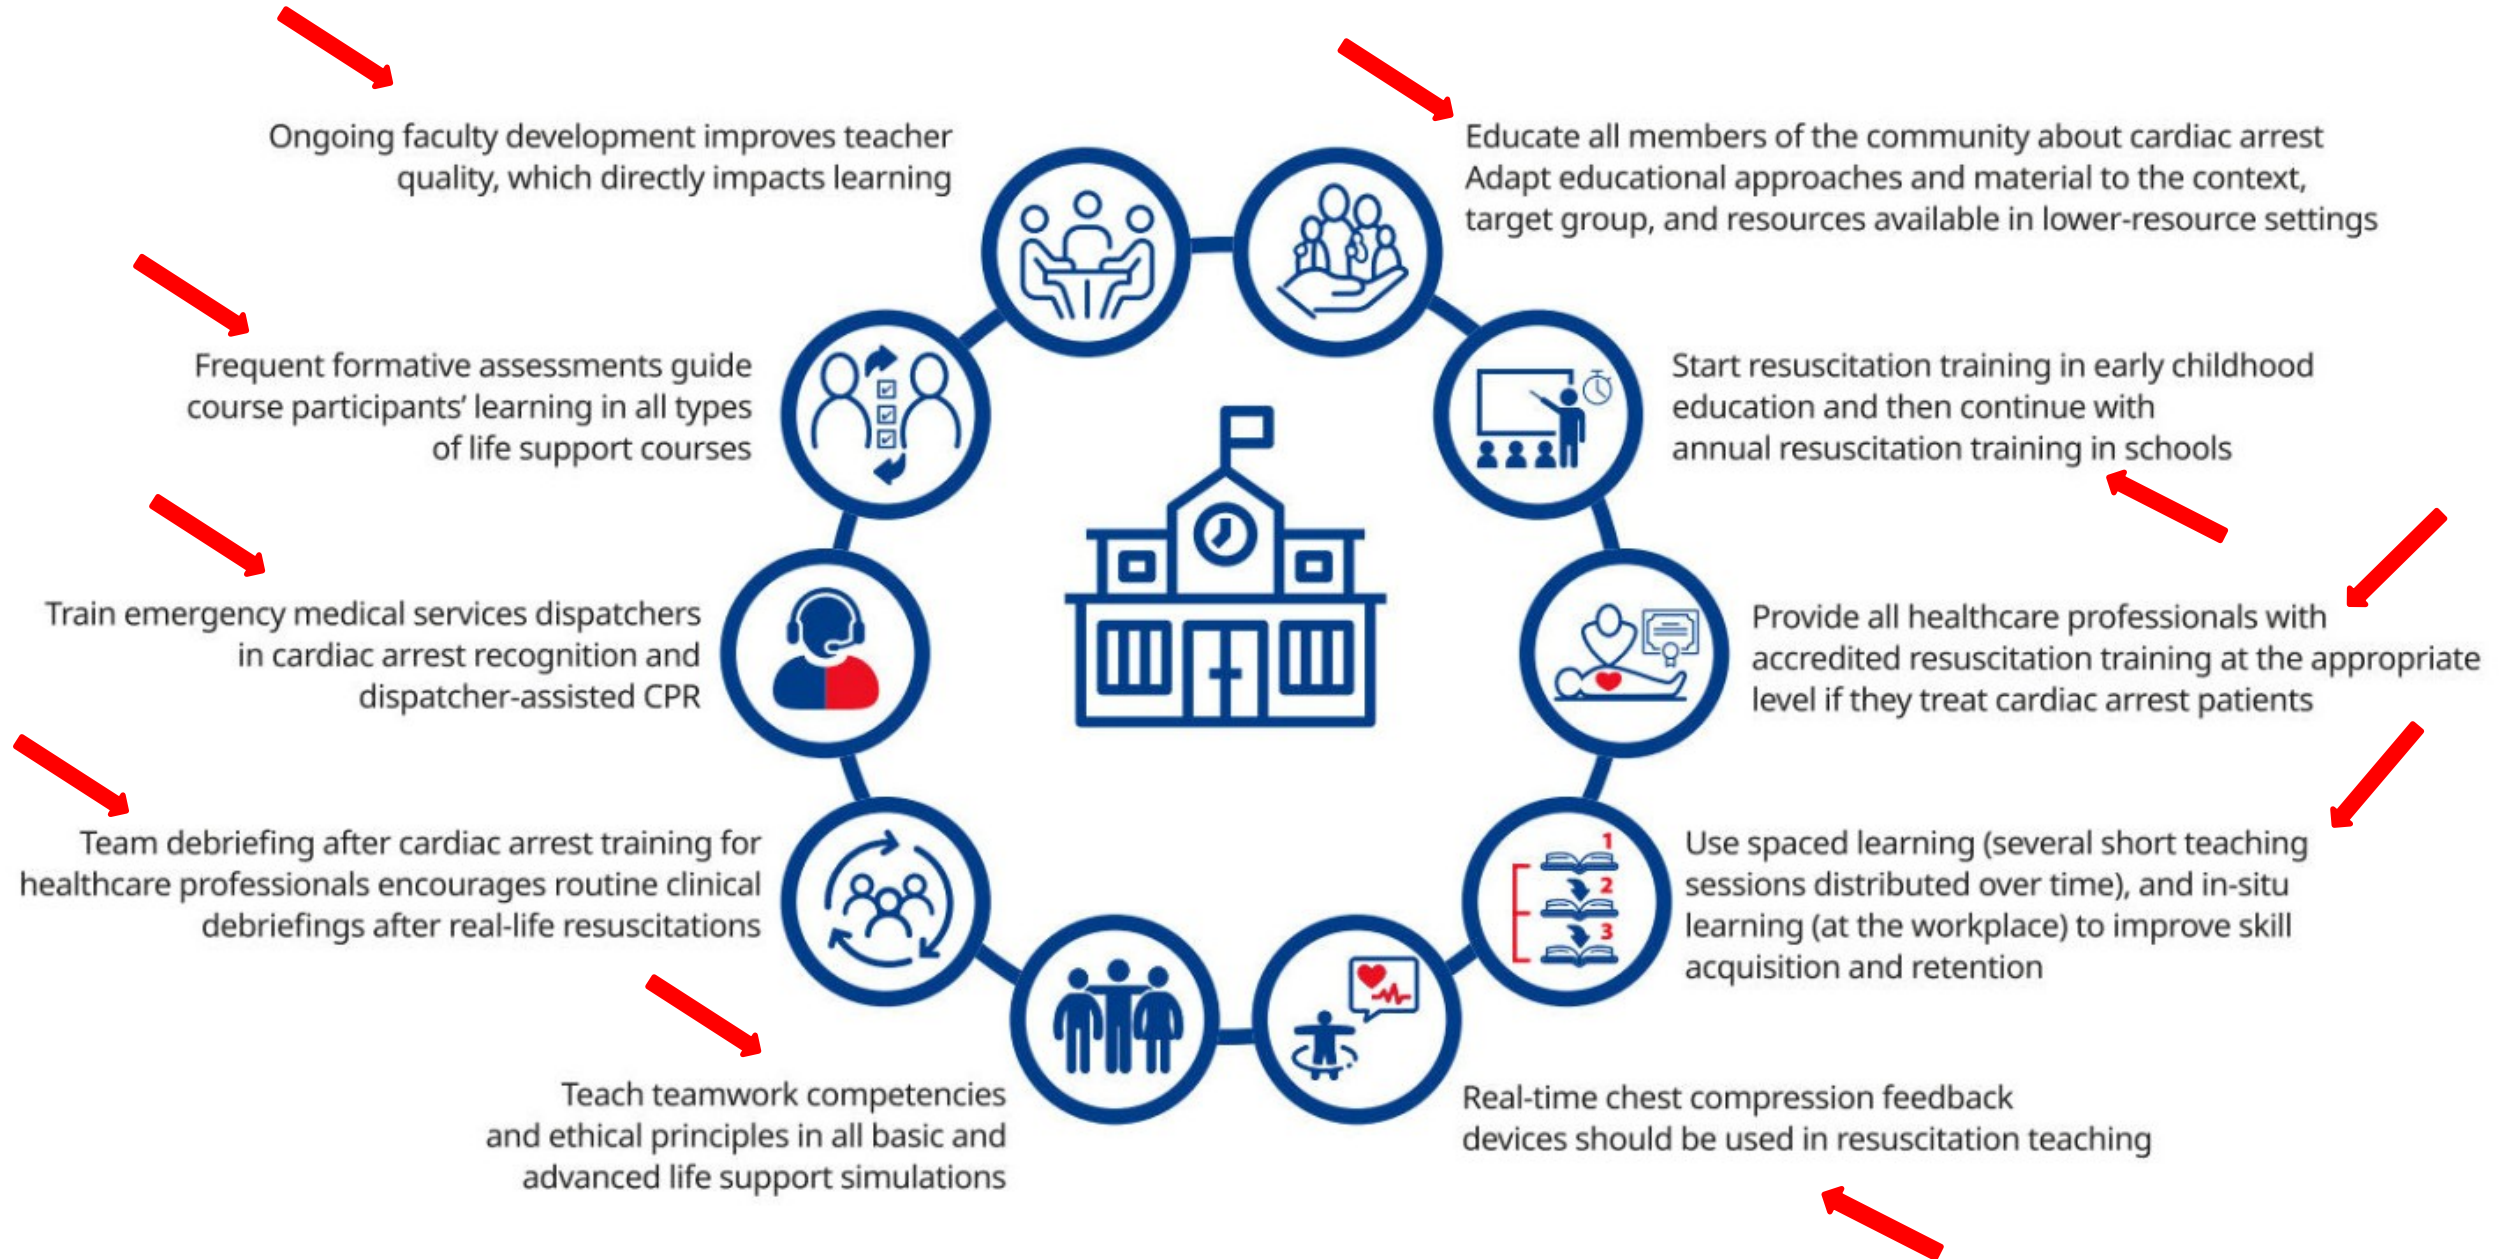 Ongoing faculty development improves teacher
quality, which directly impacts learning
Educate all members of the community about cardiac arrest
Adapt educational approaches and material to the context,
target group, and resources available in lower-resource settings
Frequent formative assessments guide
course participants’ learning in all types
of life support courses
Start resuscitation training in early childhood
education and then continue with
annual resuscitation training in schools
Train emergency medical services dispatchers
in cardiac arrest recognition and
dispatcher-assisted CPR
Provide all healthcare professionals with
accredited resuscitation training at the appropriate
level if they treat cardiac arrest patients
Team debriefing after cardiac arrest training for
healthcare professionals encourages routine clinical
debriefings after real-life resuscitations
1
2
3
Use spaced learning (several short teaching
sessions distributed over time), and in-situ
learning (at the workplace) to improve skill
acquisition and retention
Teach teamwork competencies
and ethical principles in all basic and
advanced life support simulations
Real-time chest compression feedback
devices should be used in resuscitation teaching